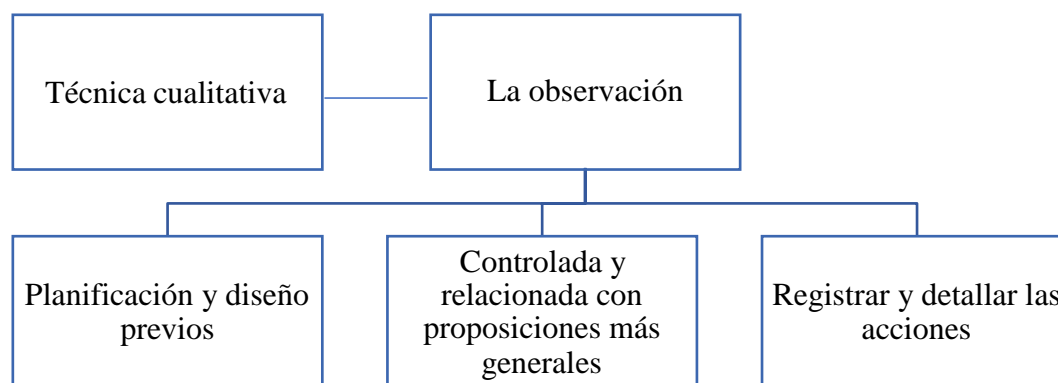 Técnica cualitativa
La observación
Planificación y diseño
previos
Controlada y
relacionada con
proposiciones más
generales
Registrar y detallar las
acciones